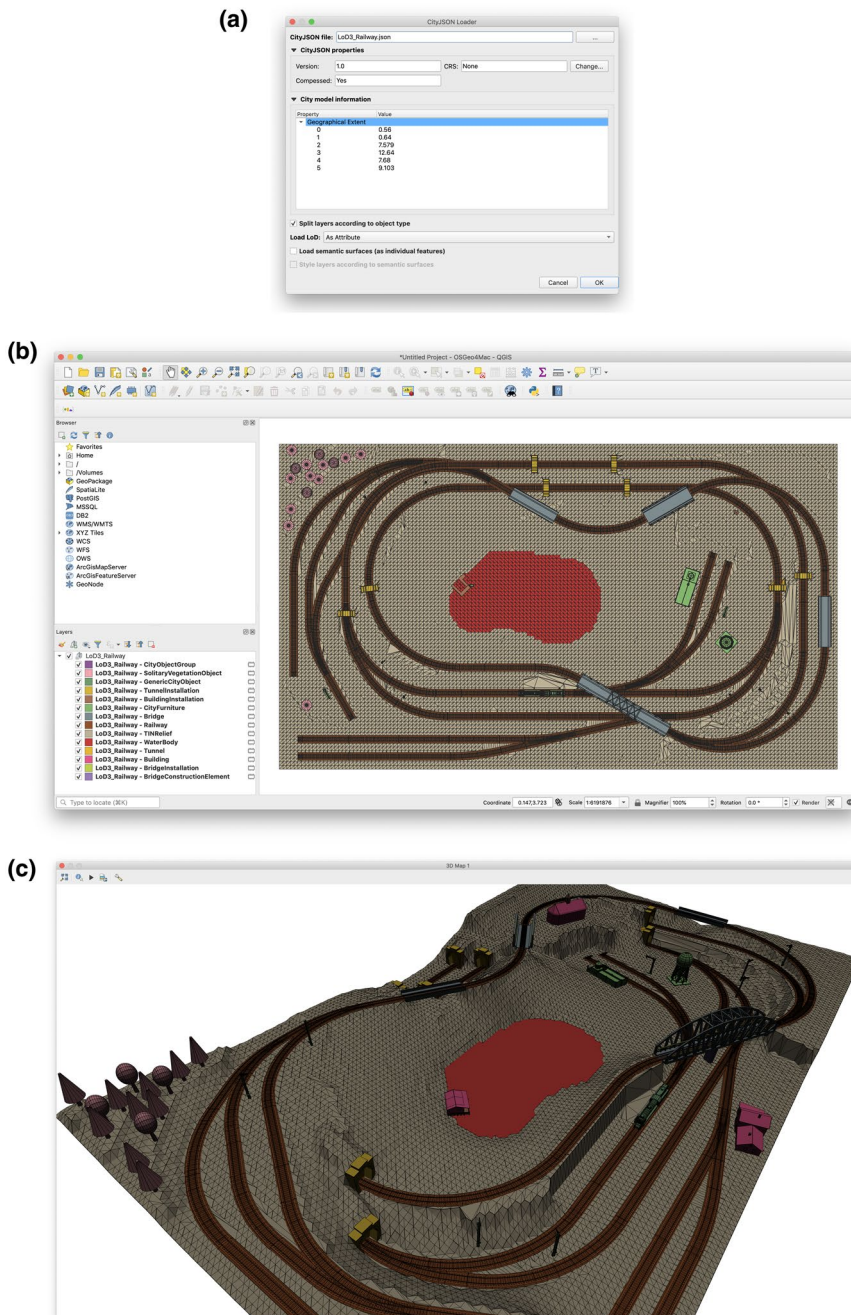 (a)
CityJSON Loader
CityJSON file: LoD3_Railway.json ...
CityJSON properties
Version: 1.0 CRS: None Change...
Compessed: Yes
City model information
Property Value
Geographical Extent
0 0.56
1 0.64
2 7.579
3 12.64
4 7.68
5 9.103
Split layers according to object type
Load LoD: As Attribute
Load semantic surfaces (as individual features)
Style layers according to semantic surfaces
Cancel OK
(b)
*Untitled Project - OSGeo4Mac - QGIS
Browser
Favorites
Home
/
/Volumes
GeoPackage
SpatiaLite
PostGIS
MSSQL
DB2
WMS/WMTS
XYZ Tiles
WCS
WFS
OWS
ArcGisMapServer
ArcGisFeatureServer
GeoNode
Layers
LoD3_Railway
LoD3_Railway - CityObjectGroup
LoD3_Railway - SolitaryVegetationObject
LoD3_Railway - GenericCityObject
LoD3_Railway - TunnelInstallation
LoD3_Railway - BuildingInstallation
LoD3_Railway - CityFurniture
LoD3_Railway - Bridge
LoD3_Railway - Railway
LoD3_Railway - TINRelief
LoD3_Railway - WaterBody
LoD3_Railway - Tunnel
LoD3_Railway - Building
LoD3_Railway - BridgeInstallation
LoD3_Railway - BridgeConstructionElement
Type to locate (⌘K) Coordinate 0.147,3.723 Scale 1:6191876 Magnifier 100% Rotation 0.0 ° Render
(c)
3D Map 1